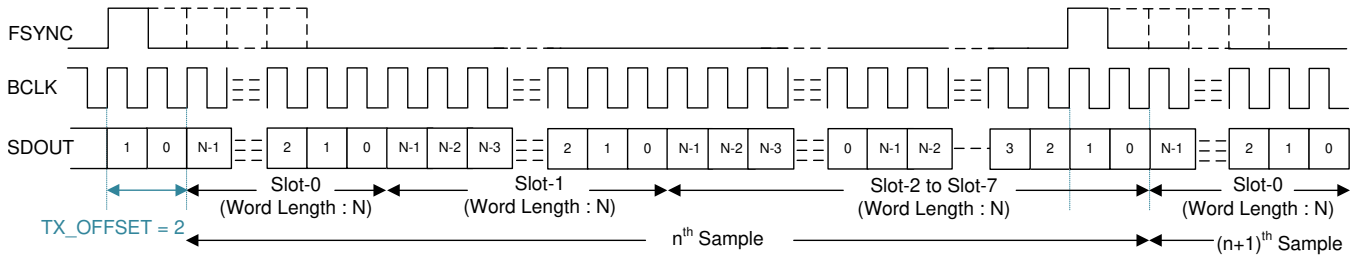 FSYNC
BCLK
SDOUT 1 0 N-1 2 1 0 N-1 N-2 N-3 2 1 0 N-1 N-2 N-3 0 N-1 N-2 3 2 1 0 N-1 2 1 0
Slot-0 Slot-1 Slot-2 to Slot-7 Slot-0
(Word Length : N) (Word Length : N) (Word Length : N) (Word Length : N)
TX_OFFSET = 2 nth Sample (n+1)th Sample